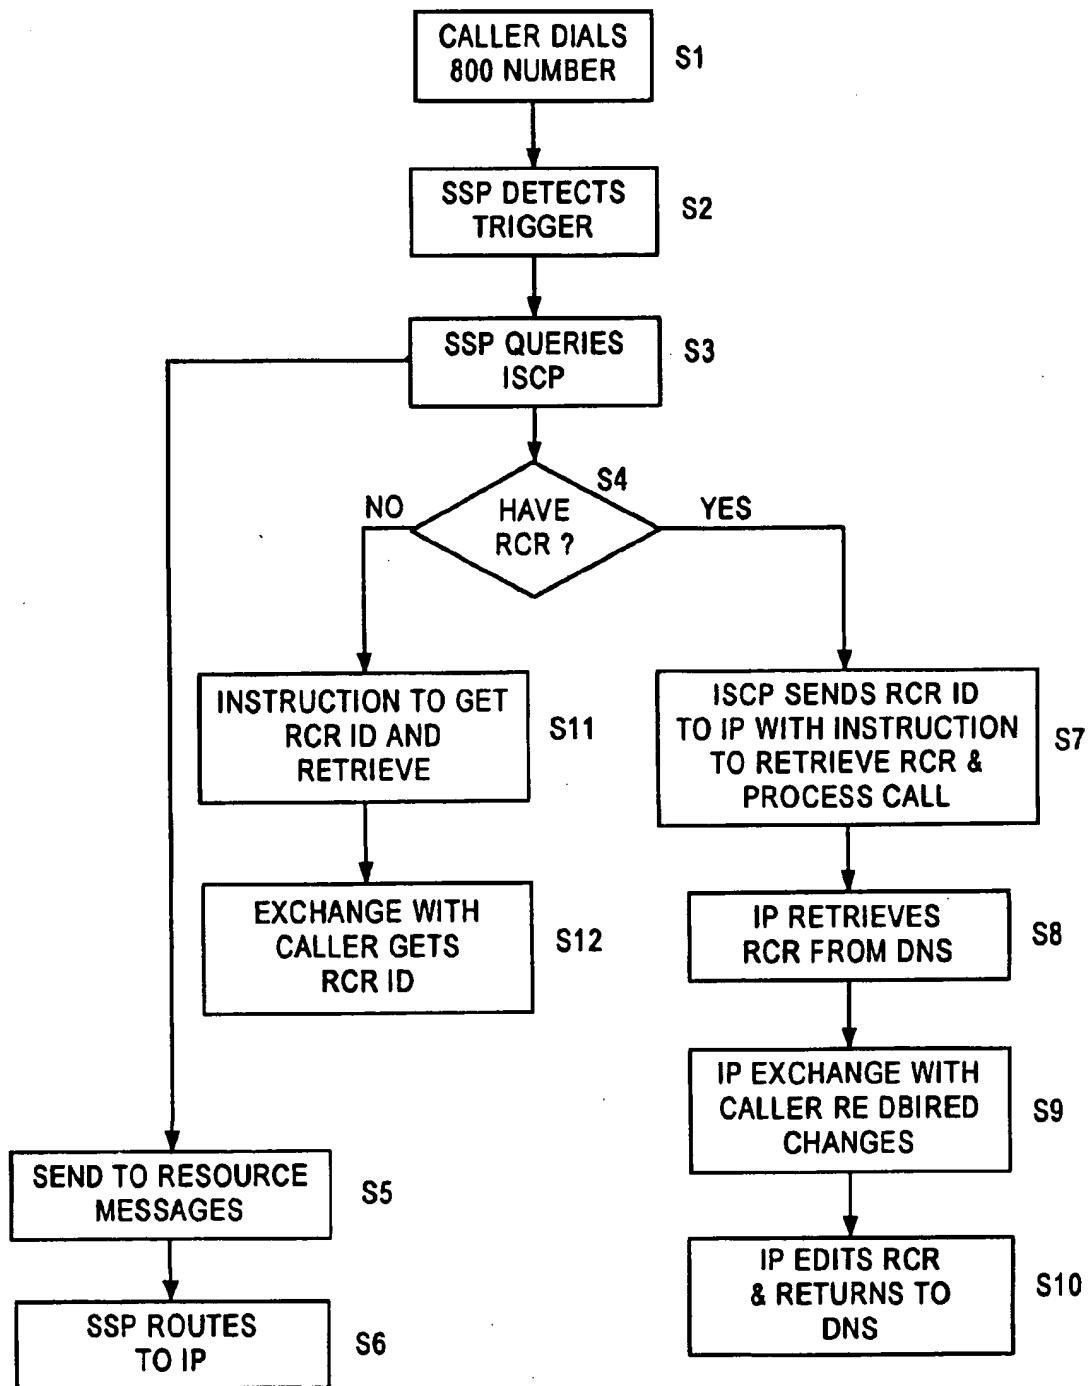 CALLER DIALS
800 NUMBER
S1
SSP DETECTS
TRIGGER
S2
SSP QUERIES
ISCP
S3
S4
NO
HAVE
RCR ?
YES
INSTRUCTION TO GET
RCR ID AND
RETRIEVE
S11
ISCP SENDS RCR ID
TO IP WITH INSTRUCTION
TO RETRIEVE RCR &
PROCESS CALL
S7
EXCHANGE WITH
CALLER GETS
RCR ID
S12
IP RETRIEVES
RCR FROM DNS
S8
IP EXCHANGE WITH
CALLER RE DBIRED
CHANGES
S9
SEND TO RESOURCE
MESSAGES
S5
IP EDITS RCR
& RETURNS TO
DNS
S10
SSP ROUTES
TO IP
S6